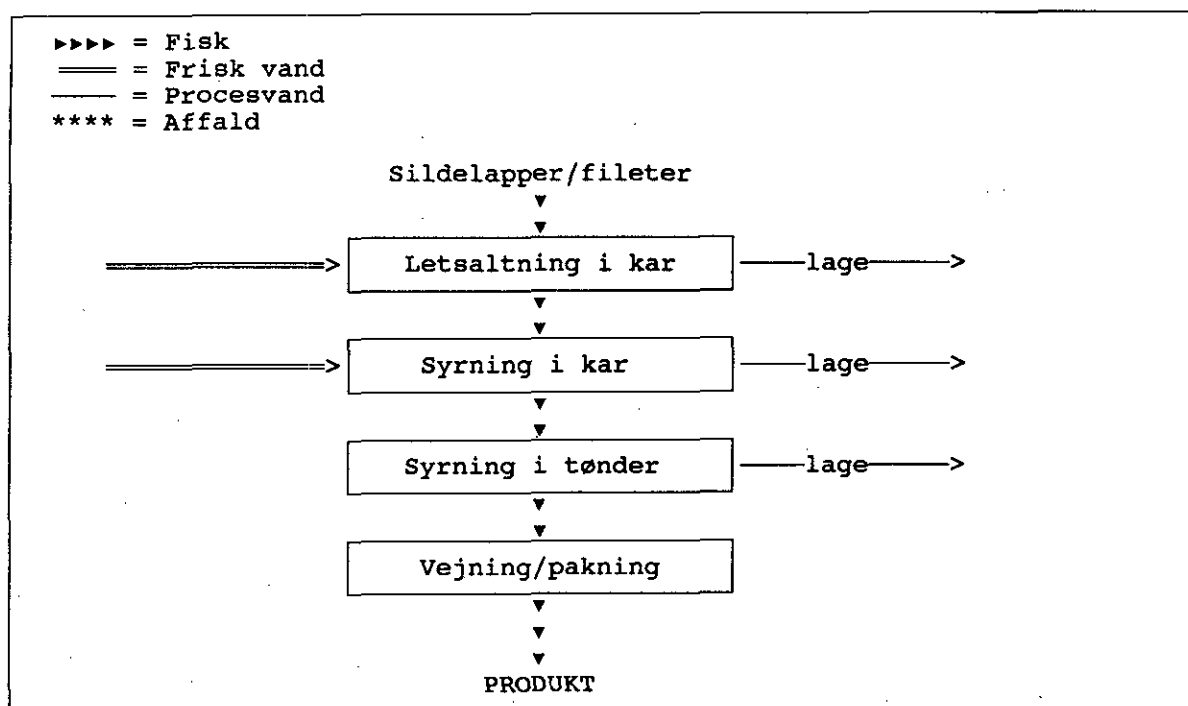 ▸▸▸▸ = Fisk
═══ = Frisk vand
─── = Procesvand
**** = Affald
Sildelapper/fileter
Letsaltning i kar
lage
Syrning i kar
lage
Syrning i tønder
lage
Vejning/pakning
PRODUKT